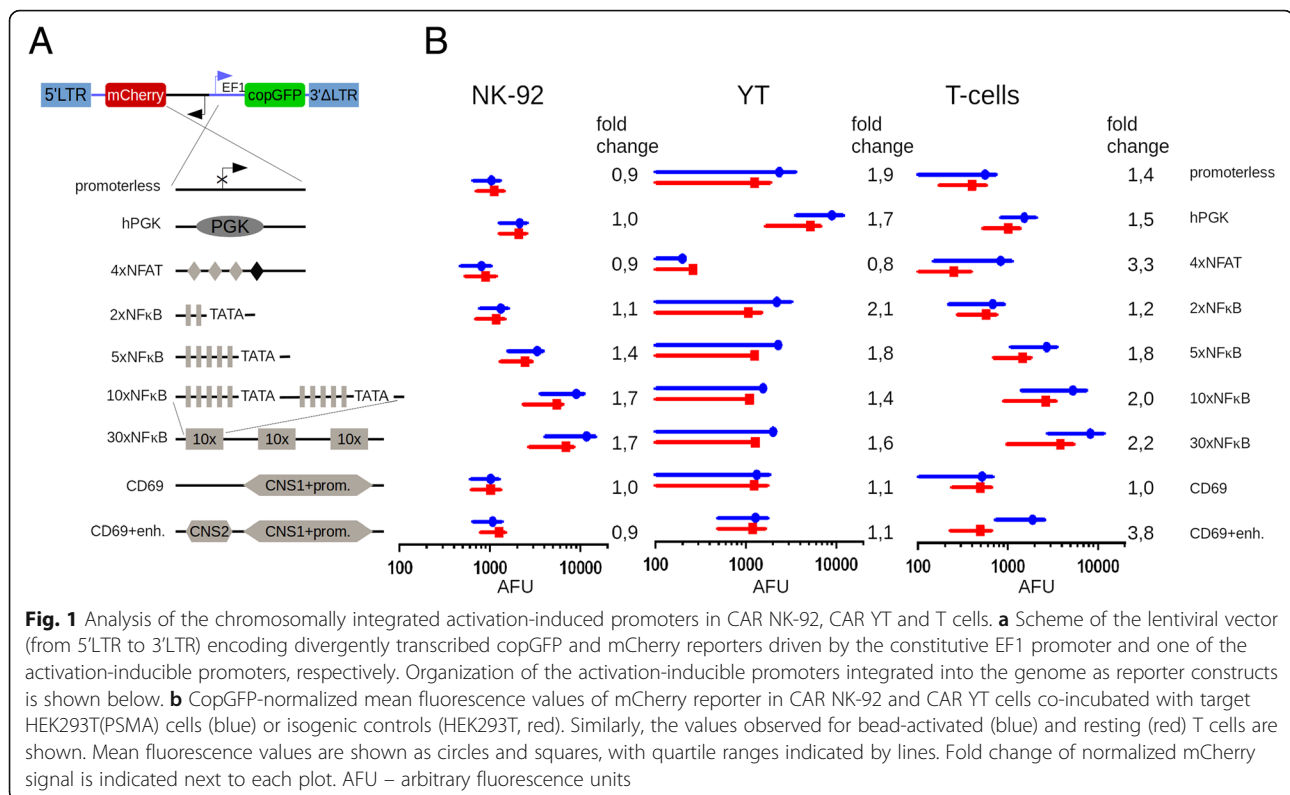 A
B
5'LTR mCherry EF1 copGFP 3'ΔLTR
NK-92 YT T-cells
fold change fold change fold change
promoterless 0,9 1,9 1,4 promoterless
hPGK PGK 1,0 1,7 1,5 hPGK
4xNFAT 0,9 0,8 3,3 4xNFAT
2xNFκB TATA 1,1 2,1 1,2 2xNFκB
5xNFκB TATA 1,4 1,8 1,8 5xNFκB
10xNFκB TATA TATA 1,7 1,4 2,0 10xNFκB
30xNFκB 10x 10x 10x 1,7 1,6 2,2 30xNFκB
CD69 CNS1+prom. 1,0 1,1 1,0 CD69
CD69+enh. CNS2 CNS1+prom. 0,9 1,1 3,8 CD69+enh.
100 1000 10000 100 1000 10000 100 1000 10000
AFU AFU AFU
Fig. 1 Analysis of the chromosomally integrated activation-induced promoters in CAR NK-92, CAR YT and T cells. a Scheme of the lentiviral vector
(from 5'LTR to 3'LTR) encoding divergently transcribed copGFP and mCherry reporters driven by the constitutive EF1 promoter and one of the
activation-inducible promoters, respectively. Organization of the activation-inducible promoters integrated into the genome as reporter constructs
is shown below. b CopGFP-normalized mean fluorescence values of mCherry reporter in CAR NK-92 and CAR YT cells co-incubated with target
HEK293T(PSMA) cells (blue) or isogenic controls (HEK293T, red). Similarly, the values observed for bead-activated (blue) and resting (red) T cells are
shown. Mean fluorescence values are shown as circles and squares, with quartile ranges indicated by lines. Fold change of normalized mCherry
signal is indicated next to each plot. AFU – arbitrary fluorescence units